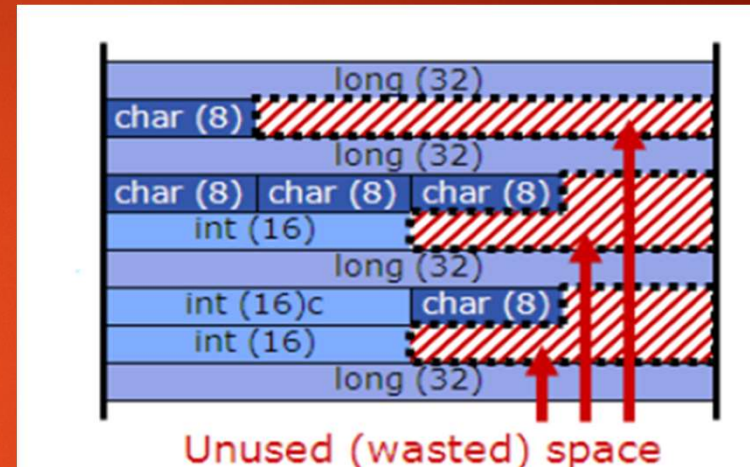 long (32)
char (8)
long (32)
char (8) char (8) char (8)
int (16)
long (32)
int (16)c char (8)
int (16)
long (32)
Unused (wasted) space